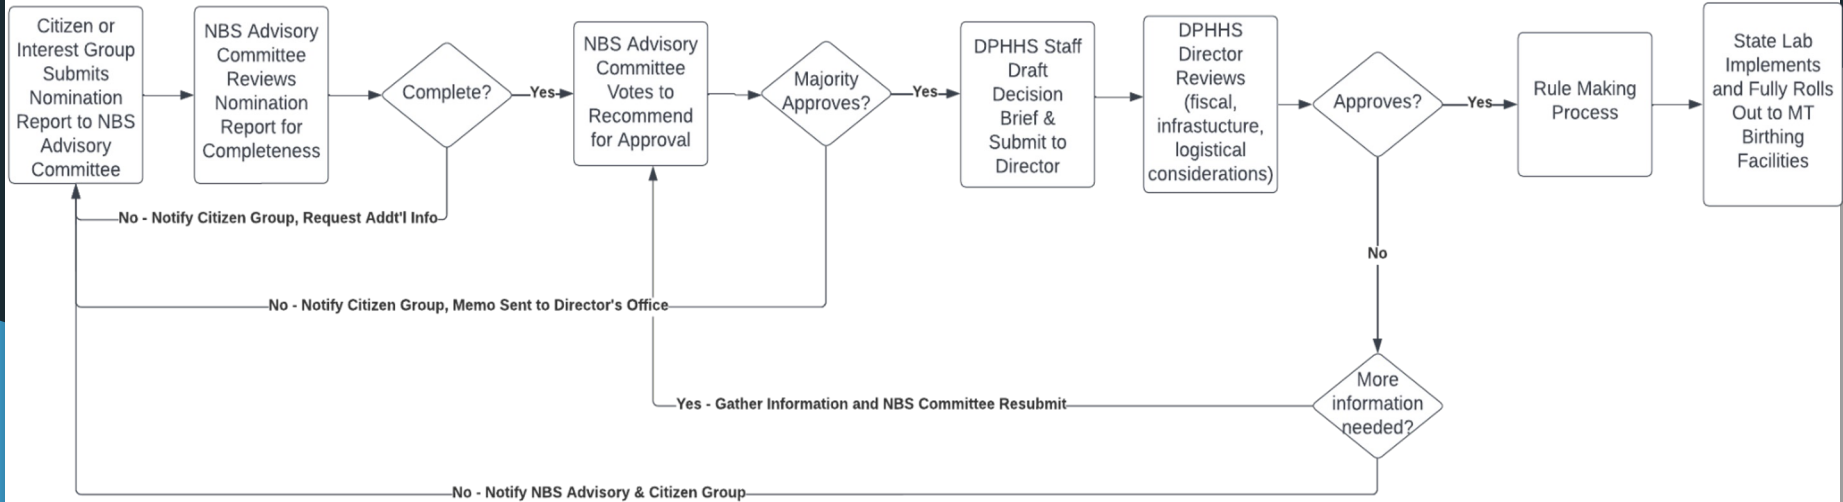 Citizen or
Interest Group
Submits
Nomination
Report to NBS
Advisory
Committee
NBS Advisory
Committee
Reviews
Nomination
Report for
Completeness
Complete?
Yes
NBS Advisory
Committee
Votes to
Recommend
for Approval
Majority
Approves?
Yes
DPHHS Staff
Draft
Decision
Brief &
Submit to
Director
DPHHS
Director
Reviews
(fiscal,
infrastucture,
logistical
considerations)
Approves?
Yes
Rule Making
Process
State Lab
Implements
and Fully Rolls
Out to MT
Birthing
Facilities
No - Notify Citizen Group, Request Addt'l Info
No
No - Notify Citizen Group, Memo Sent to Director's Office
More
information
needed?
Yes - Gather Information and NBS Committee Resubmit
No - Notify NBS Advisory & Citizen Group